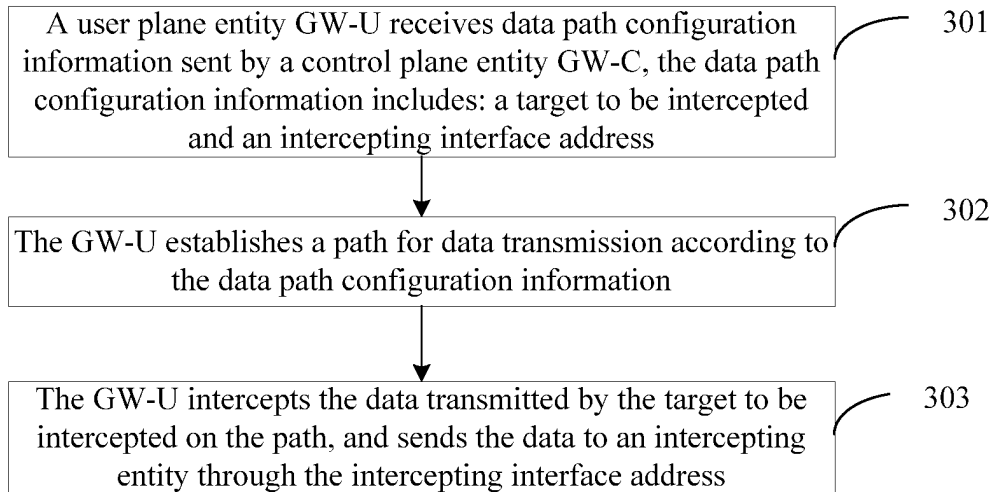 A user plane entity GW-U receives data path configuration
information sent by a control plane entity GW-C, the data path
configuration information includes: a target to be intercepted
and an intercepting interface address
301
The GW-U establishes a path for data transmission according to
the data path configuration information
302
The GW-U intercepts the data transmitted by the target to be
intercepted on the path, and sends the data to an intercepting
entity through the intercepting interface address
303